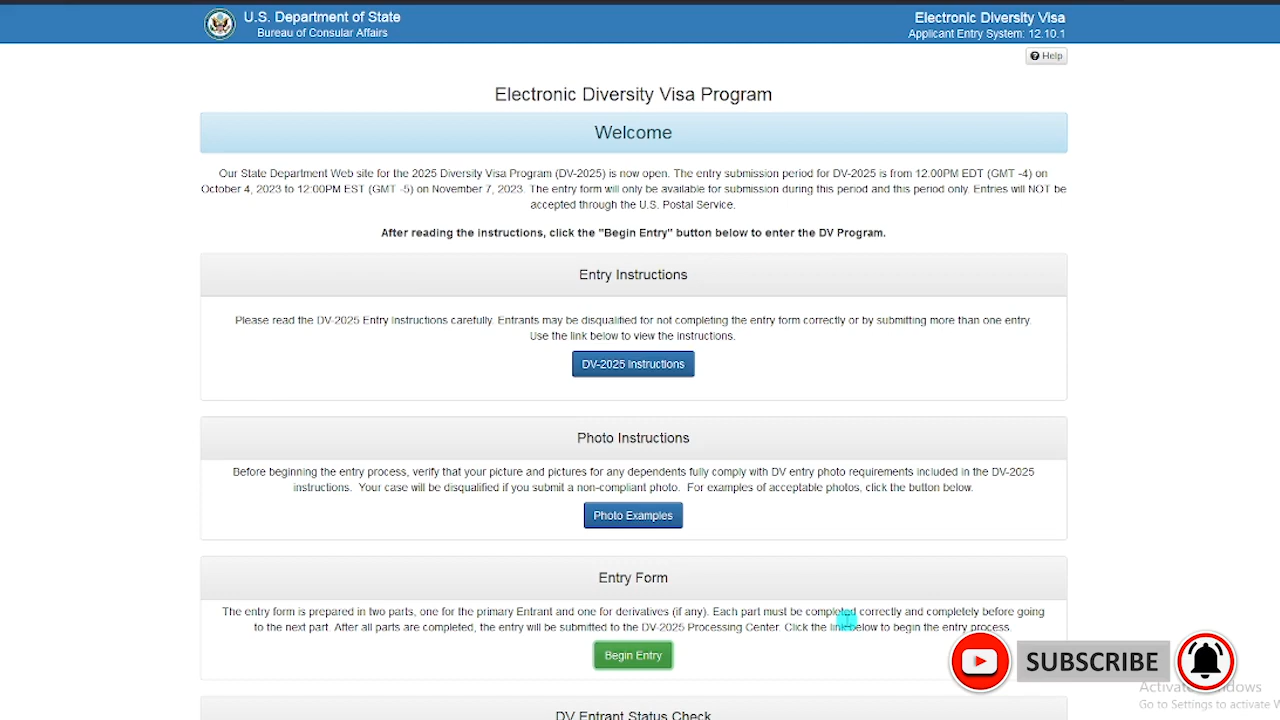 U.S. Department of State
Bureau of Consular Affairs
Electronic Diversity Visa
Applicant Entry System: 12.10.1
Help
Electronic Diversity Visa Program
Welcome
Our State Department Web site for the 2025 Diversity Visa Program (DV-2025) is now open. The entry submission period for DV-2025 is from 12:00PM EDT (GMT -4) on
October 4, 2023 to 12:00PM EST (GMT -5) on November 7, 2023. The entry form will only be available for submission during this period and this period only. Entries will NOT be
accepted through the U.S. Postal Service.
After reading the instructions, click the "Begin Entry" button below to enter the DV Program.
Entry Instructions
Please read the DV-2025 Entry Instructions carefully. Entrants may be disqualified for not completing the entry form correctly or by submitting more than one entry.
Use the link below to view the instructions.
DV-2025 Instructions
Photo Instructions
Before beginning the entry process, verify that your picture and pictures for any dependents fully comply with DV entry photo requirements included in the DV-2025
instructions. Your case will be disqualified if you submit a non-compliant photo. For examples of acceptable photos, click the button below.
Photo Examples
Entry Form
The entry form is prepared in two parts, one for the primary Entrant and one for derivatives (if any). Each part must be completed correctly and completely before going
to the next part. After all parts are completed, the entry will be submitted to the DV-2025 Processing Center. Click the link below to begin the entry process.
Begin Entry
SUBSCRIBE
Activate Windows
Go to Settings to activate W
DV Entrant Status Check